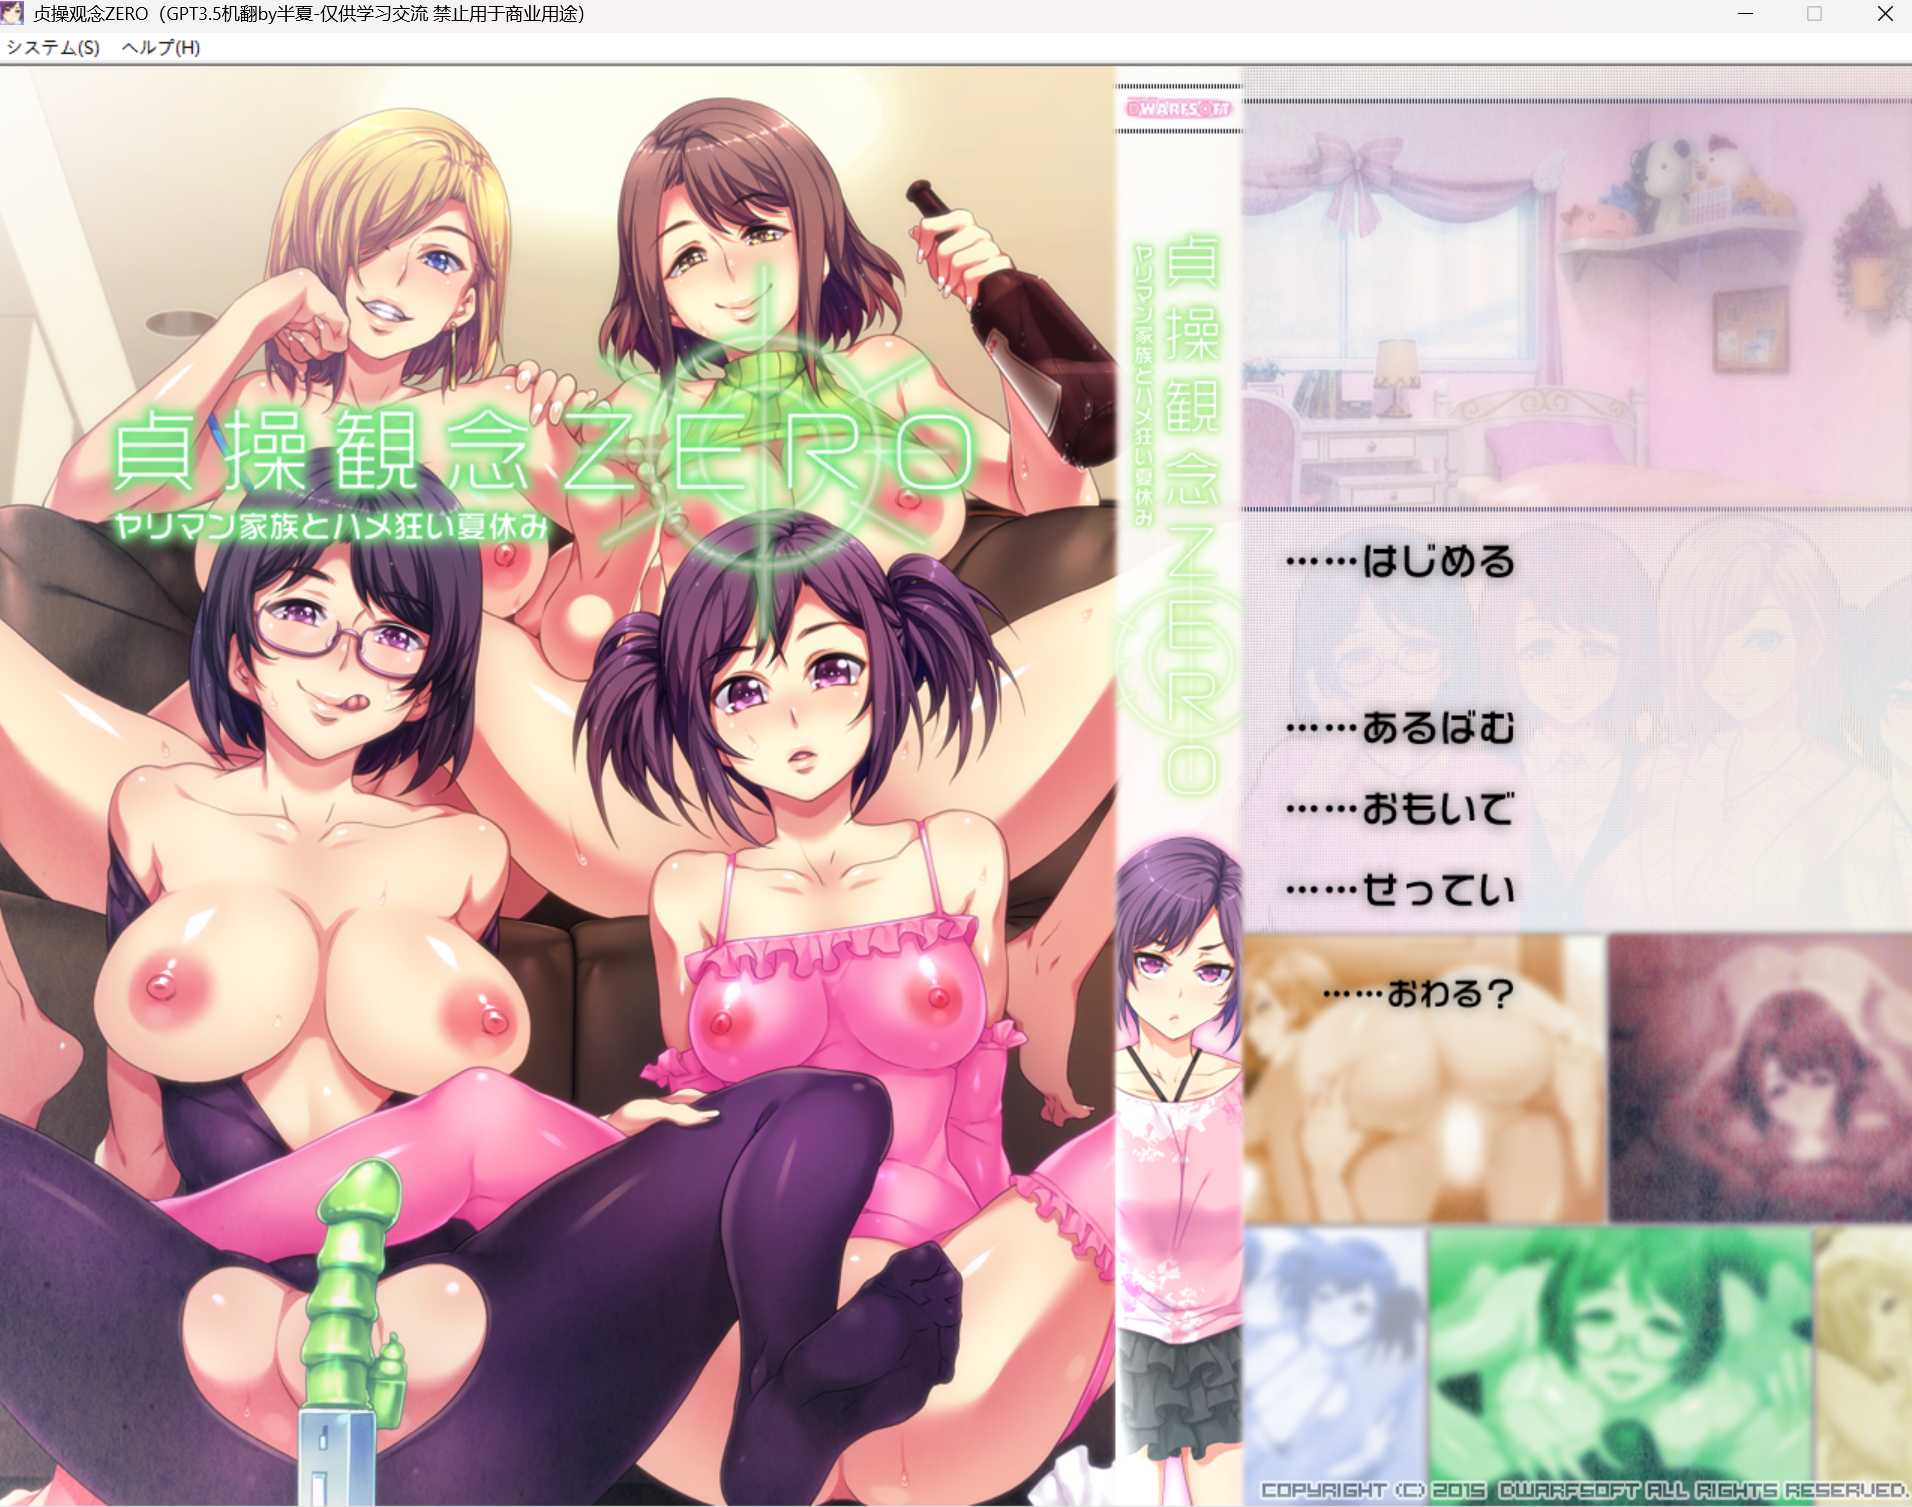 贞操观念ZERO（GPT3.5机翻by半夏-仅供学习交流 禁止用于商业用途）
システム(S) ヘルプ(H)
貞操観念ZERO
ヤリマン家族とハメ狂い夏休み
DWARFSOFT
貞操観念ZERO
ヤリマン家族とハメ狂い夏休み
……はじめる
……あるばむ
……おもいで
……せってい
……おわる？
COPYRIGHT (C) 2015 DWARFSOFT ALL RIGHTS RESERVED.